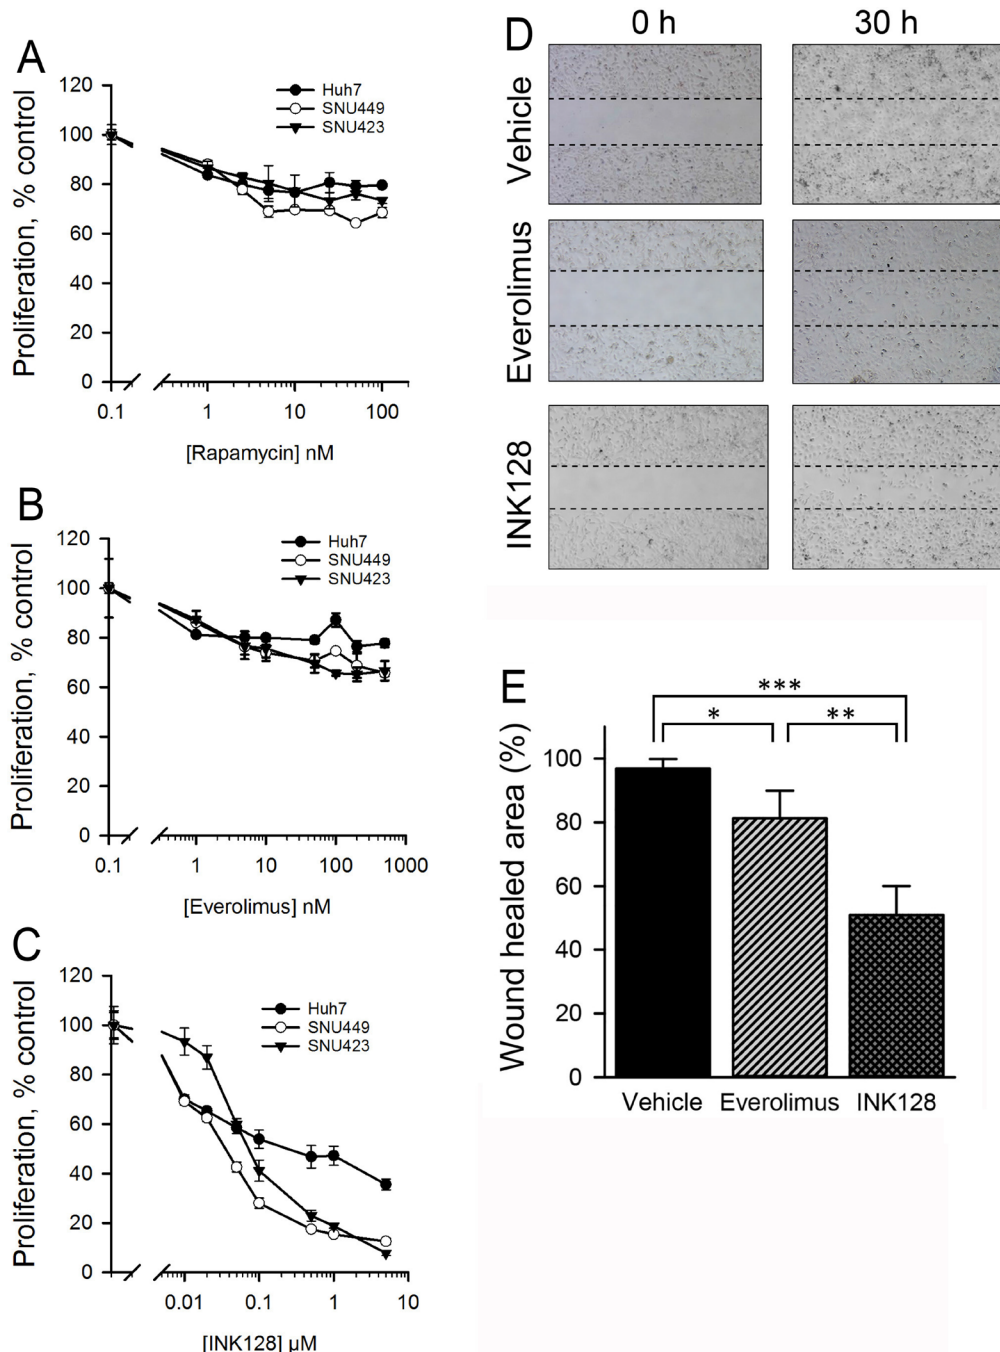 A
Proliferation, % control
120
100
80
60
40
20
0
Huh7
SNU449
SNU423
0.1 1 10 100
[Rapamycin] nM
B
Proliferation, % control
120
100
80
60
40
20
0
Huh7
SNU449
SNU423
0.1 1 10 100 1000
[Everolimus] nM
C
Proliferation, % control
120
100
80
60
40
20
0
Huh7
SNU449
SNU423
0.01 0.1 1 10
[INK128] µM
D
0 h 30 h
Vehicle
Everolimus
INK128
E
Wound healed area (%)
***
* **
100
80
60
40
20
0
Vehicle Everolimus INK128